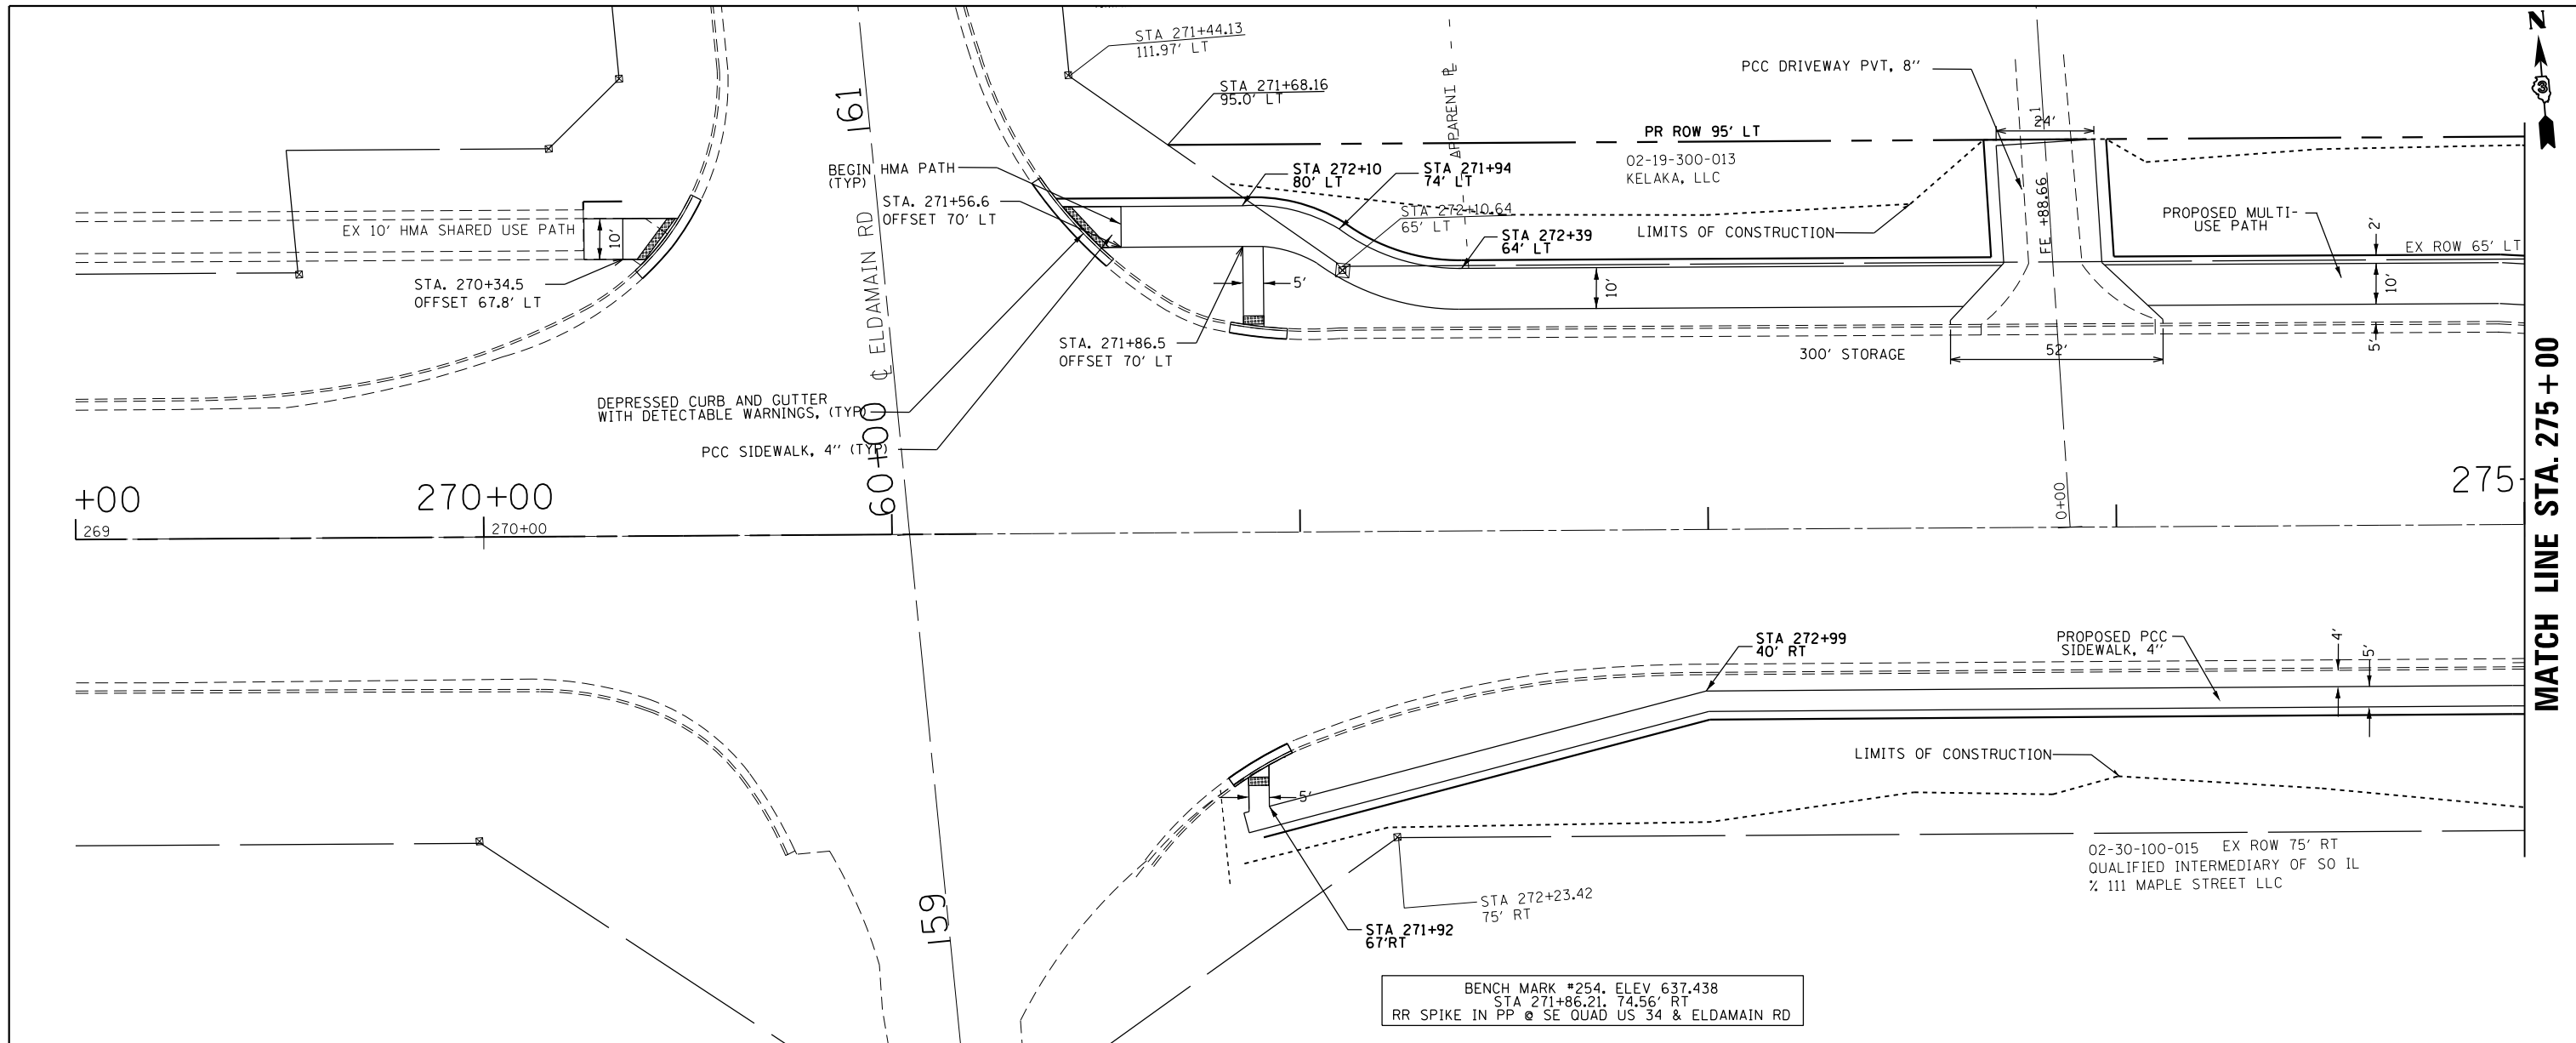 STA 271+44.13
111.97' LT
N
3
PCC DRIVEWAY PVT, 8''
STA 271+68.16
95.0' LT
61
24'
PR ROW 95' LT
02-19-300-013
KELAKA, LLC
BEGIN HMA PATH
(TYP)
STA 272+10
80' LT
STA 271+94
74' LT
STA. 271+56.6
OFFSET 70' LT
STA 272+10.64
65' LT
FE +88.66
PROPOSED MULTI-
USE PATH
2'
EX 10' HMA SHARED USE PATH
10'
LIMITS OF CONSTRUCTION
STA 272+39
64' LT
EX ROW 65' LT
STA. 270+34.5
OFFSET 67.8' LT
5'
10'
10'
℄ ELDAMAIN RD
STA. 271+86.5
OFFSET 70' LT
300' STORAGE
52'
5'
DEPRESSED CURB AND GUTTER
WITH DETECTABLE WARNINGS, (TYP)
PCC SIDEWALK, 4'' (TYP)
60+00
MATCH LINE STA. 275+00
+00
270+00
275
269
270+00
0+00
STA 272+99
40' RT
PROPOSED PCC
SIDEWALK, 4''
4'
5'
LIMITS OF CONSTRUCTION
5'
02-30-100-015 EX ROW 75' RT
QUALIFIED INTERMEDIARY OF SO IL
% 111 MAPLE STREET LLC
59
STA 272+23.42
75' RT
STA 271+92
67'RT
BENCH MARK #254. ELEV 637.438
STA 271+86.21. 74.56' RT
RR SPIKE IN PP @ SE QUAD US 34 & ELDAMAIN RD